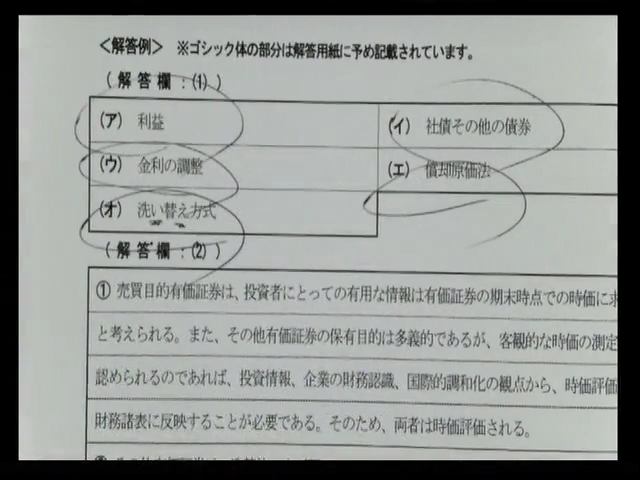 ＜解答例＞ ※ゴシック体の部分は解答用紙に予め記載されています。
(解答欄:(1))
(ア) 利益 (イ) 社債その他の債券
(ウ) 金利の調整 (エ) 償却原価法
(オ) 洗い替え方式
(解答欄:(2))
① 売買目的有価証券は、投資者にとっての有用な情報は有価証券の期末時点での時価に求
と考えられる。また、その他有価証券の保有目的は多義的であるが、客観的な時価の測定
認められるのであれば、投資情報、企業の財務認識、国際的調和化の観点から、時価評価
財務諸表に反映することが必要である。そのため、両者は時価評価される。